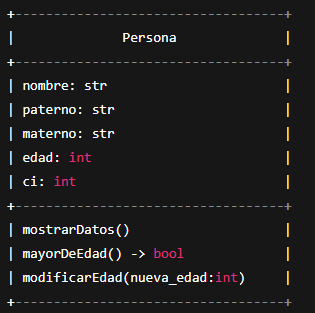 +-----------------------------------+
|              Persona              |
+-----------------------------------+
| nombre: str                       |
| paterno: str                      |
| materno: str                      |
| edad: int                         |
| ci: int                           |
+-----------------------------------+
| mostrarDatos()                    |
| mayorDeEdad() -> bool             |
| modificarEdad(nueva_edad:int)     |
+-----------------------------------+